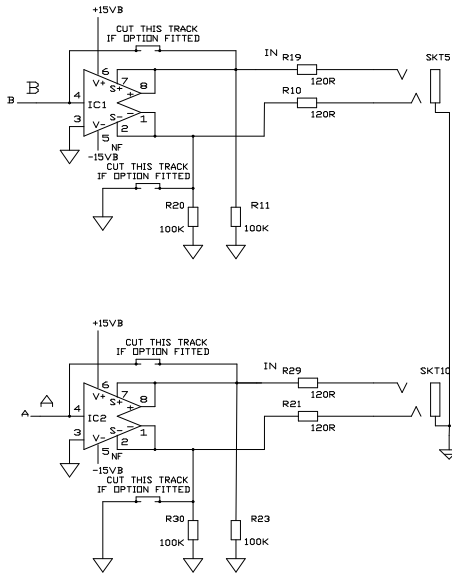 +15VB
CUT THIS TRACK
IF OPTION FITTED
IN
R19
SKT5
120R
R10
120R
B
B
4
3
6
V+
7
S+
8
+
IC1
-
S-
1
2
V-
5
NF
-15VB
CUT THIS TRACK
IF OPTION FITTED
R20
100K
R11
100K
+15VB
CUT THIS TRACK
IF OPTION FITTED
IN
R29
SKT10
120R
R21
120R
A
A
4
3
6
V+
7
S+
8
+
IC2
-
S-
1
2
V-
5
NF
-15VB
CUT THIS TRACK
IF OPTION FITTED
R30
100K
R23
100K